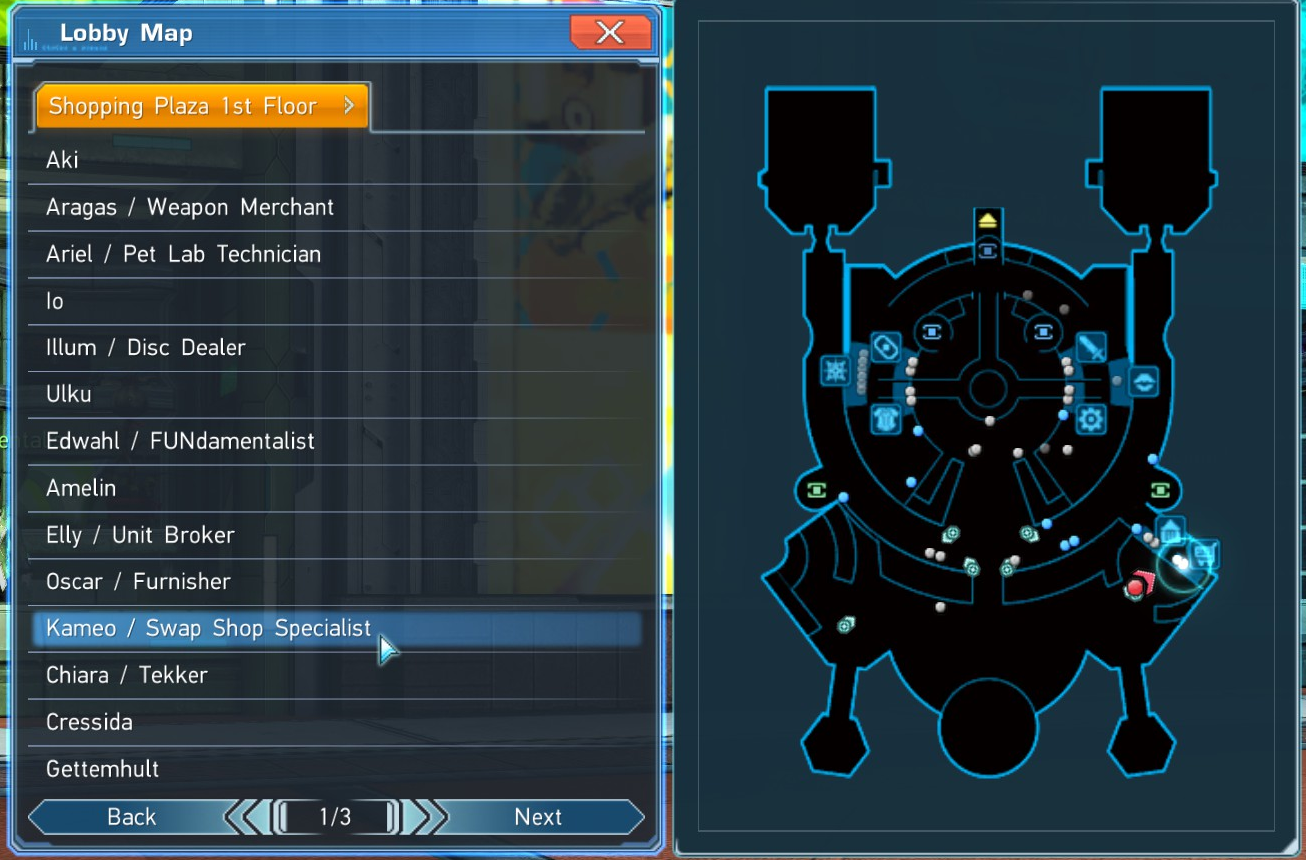 Lobby Map
Shopping Plaza 1st Floor
Aki
Aragas / Weapon Merchant
Ariel / Pet Lab Technician
Io
Illum / Disc Dealer
Ulku
Edwahl / FUNdamentalist
Amelin
Elly / Unit Broker
Oscar / Furnisher
Kameo / Swap Shop Specialist
Chiara / Tekker
Cressida
Gettemhult
Back
1/3
Next